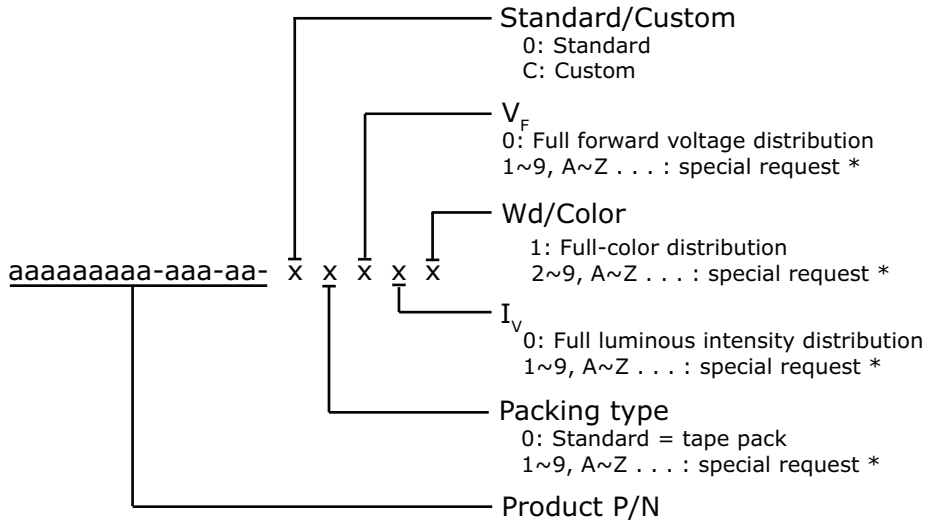 Standard/Custom
0: Standard
C: Custom
VF
0: Full forward voltage distribution
1~9, A~Z . . . : special request *
Wd/Color
1: Full-color distribution
2~9, A~Z . . . : special request *
aaaaaaaaa-aaa-aa- x x x x x
IV
0: Full luminous intensity distribution
1~9, A~Z . . . : special request *
Packing type
0: Standard = tape pack
1~9, A~Z . . . : special request *
Product P/N